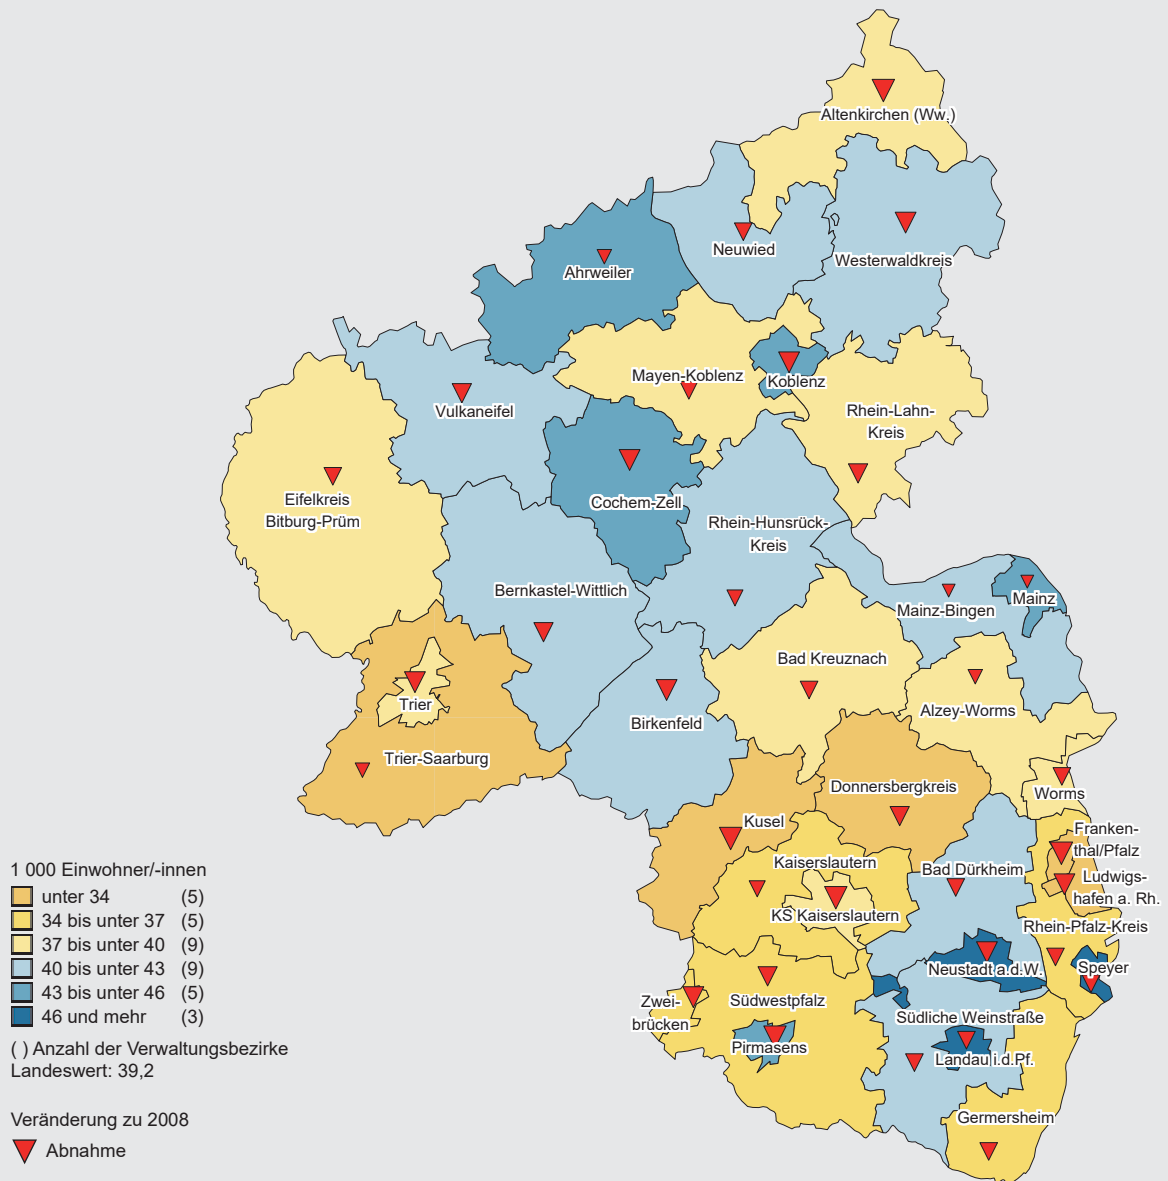 Altenkirchen (Ww.)
Neuwied
Westerwaldkreis
Ahrweiler
Mayen-Koblenz
Koblenz
Vulkaneifel
Rhein-Lahn-
Kreis
Eifelkreis
Bitburg-Prüm
Cochem-Zell
Rhein-Hunsrück-
Kreis
Bernkastel-Wittlich
Mainz-Bingen
Mainz
Bad Kreuznach
Trier
Birkenfeld
Alzey-Worms
Trier-Saarburg
Donnersbergkreis
Worms
Kusel
Franken-
thal/Pfalz
Kaiserslautern
Bad Dürkheim
Ludwigs-
hafen a. Rh.
KS Kaiserslautern
Rhein-Pfalz-Kreis
Neustadt a.d.W.
Speyer
Zwei-
brücken
Südwestpfalz
Südliche Weinstraße
Pirmasens
Landau i.d.Pf.
Germersheim
1 000 Einwohner/-innen
unter 34 (5)
34 bis unter 37 (5)
37 bis unter 40 (9)
40 bis unter 43 (9)
43 bis unter 46 (5)
46 und mehr (3)
( ) Anzahl der Verwaltungsbezirke
Landeswert: 39,2
Veränderung zu 2008
Abnahme